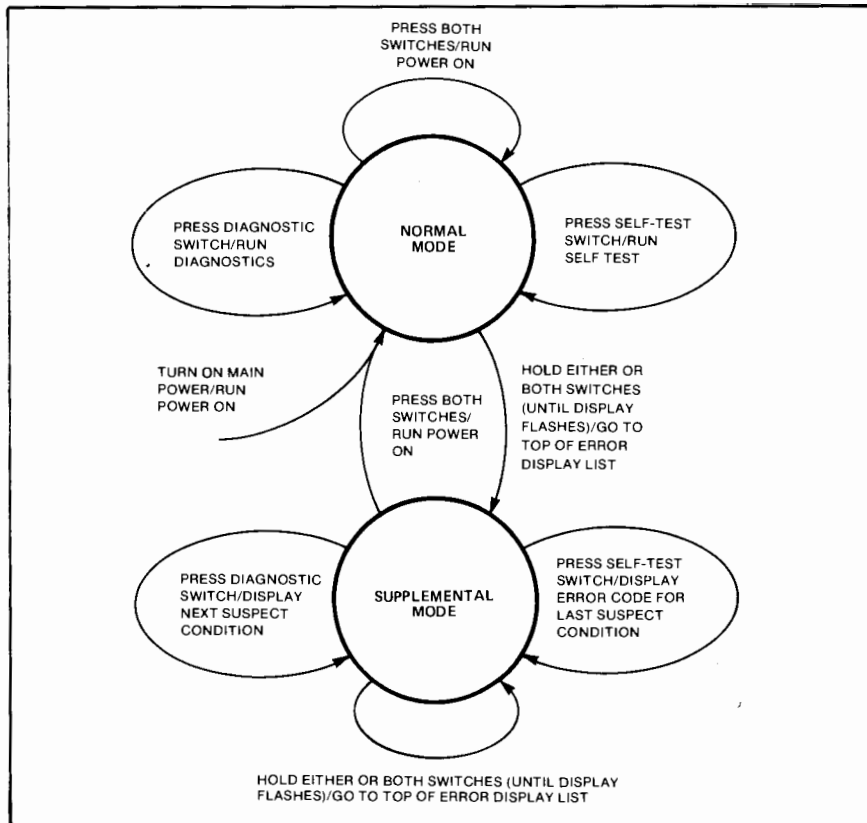 PRESS BOTH
SWITCHES/RUN
POWER ON
PRESS DIAGNOSTIC
SWITCH/RUN
DIAGNOSTICS
NORMAL
MODE
PRESS SELF-TEST
SWITCH/RUN
SELF TEST
TURN ON MAIN
POWER/RUN
POWER ON
PRESS BOTH
SWITCHES/
RUN POWER
ON
HOLD EITHER OR
BOTH SWITCHES
(UNTIL DISPLAY
FLASHES)/GO TO
TOP OF ERROR
DISPLAY LIST
PRESS DIAGNOSTIC
SWITCH/DISPLAY
NEXT SUSPECT
CONDITION
SUPPLEMENTAL
MODE
PRESS SELF-TEST
SWITCH/DISPLAY
ERROR CODE FOR
LAST SUSPECT
CONDITION
HOLD EITHER OR BOTH SWITCHES (UNTIL DISPLAY
FLASHES)/GO TO TOP OF ERROR DISPLAY LIST